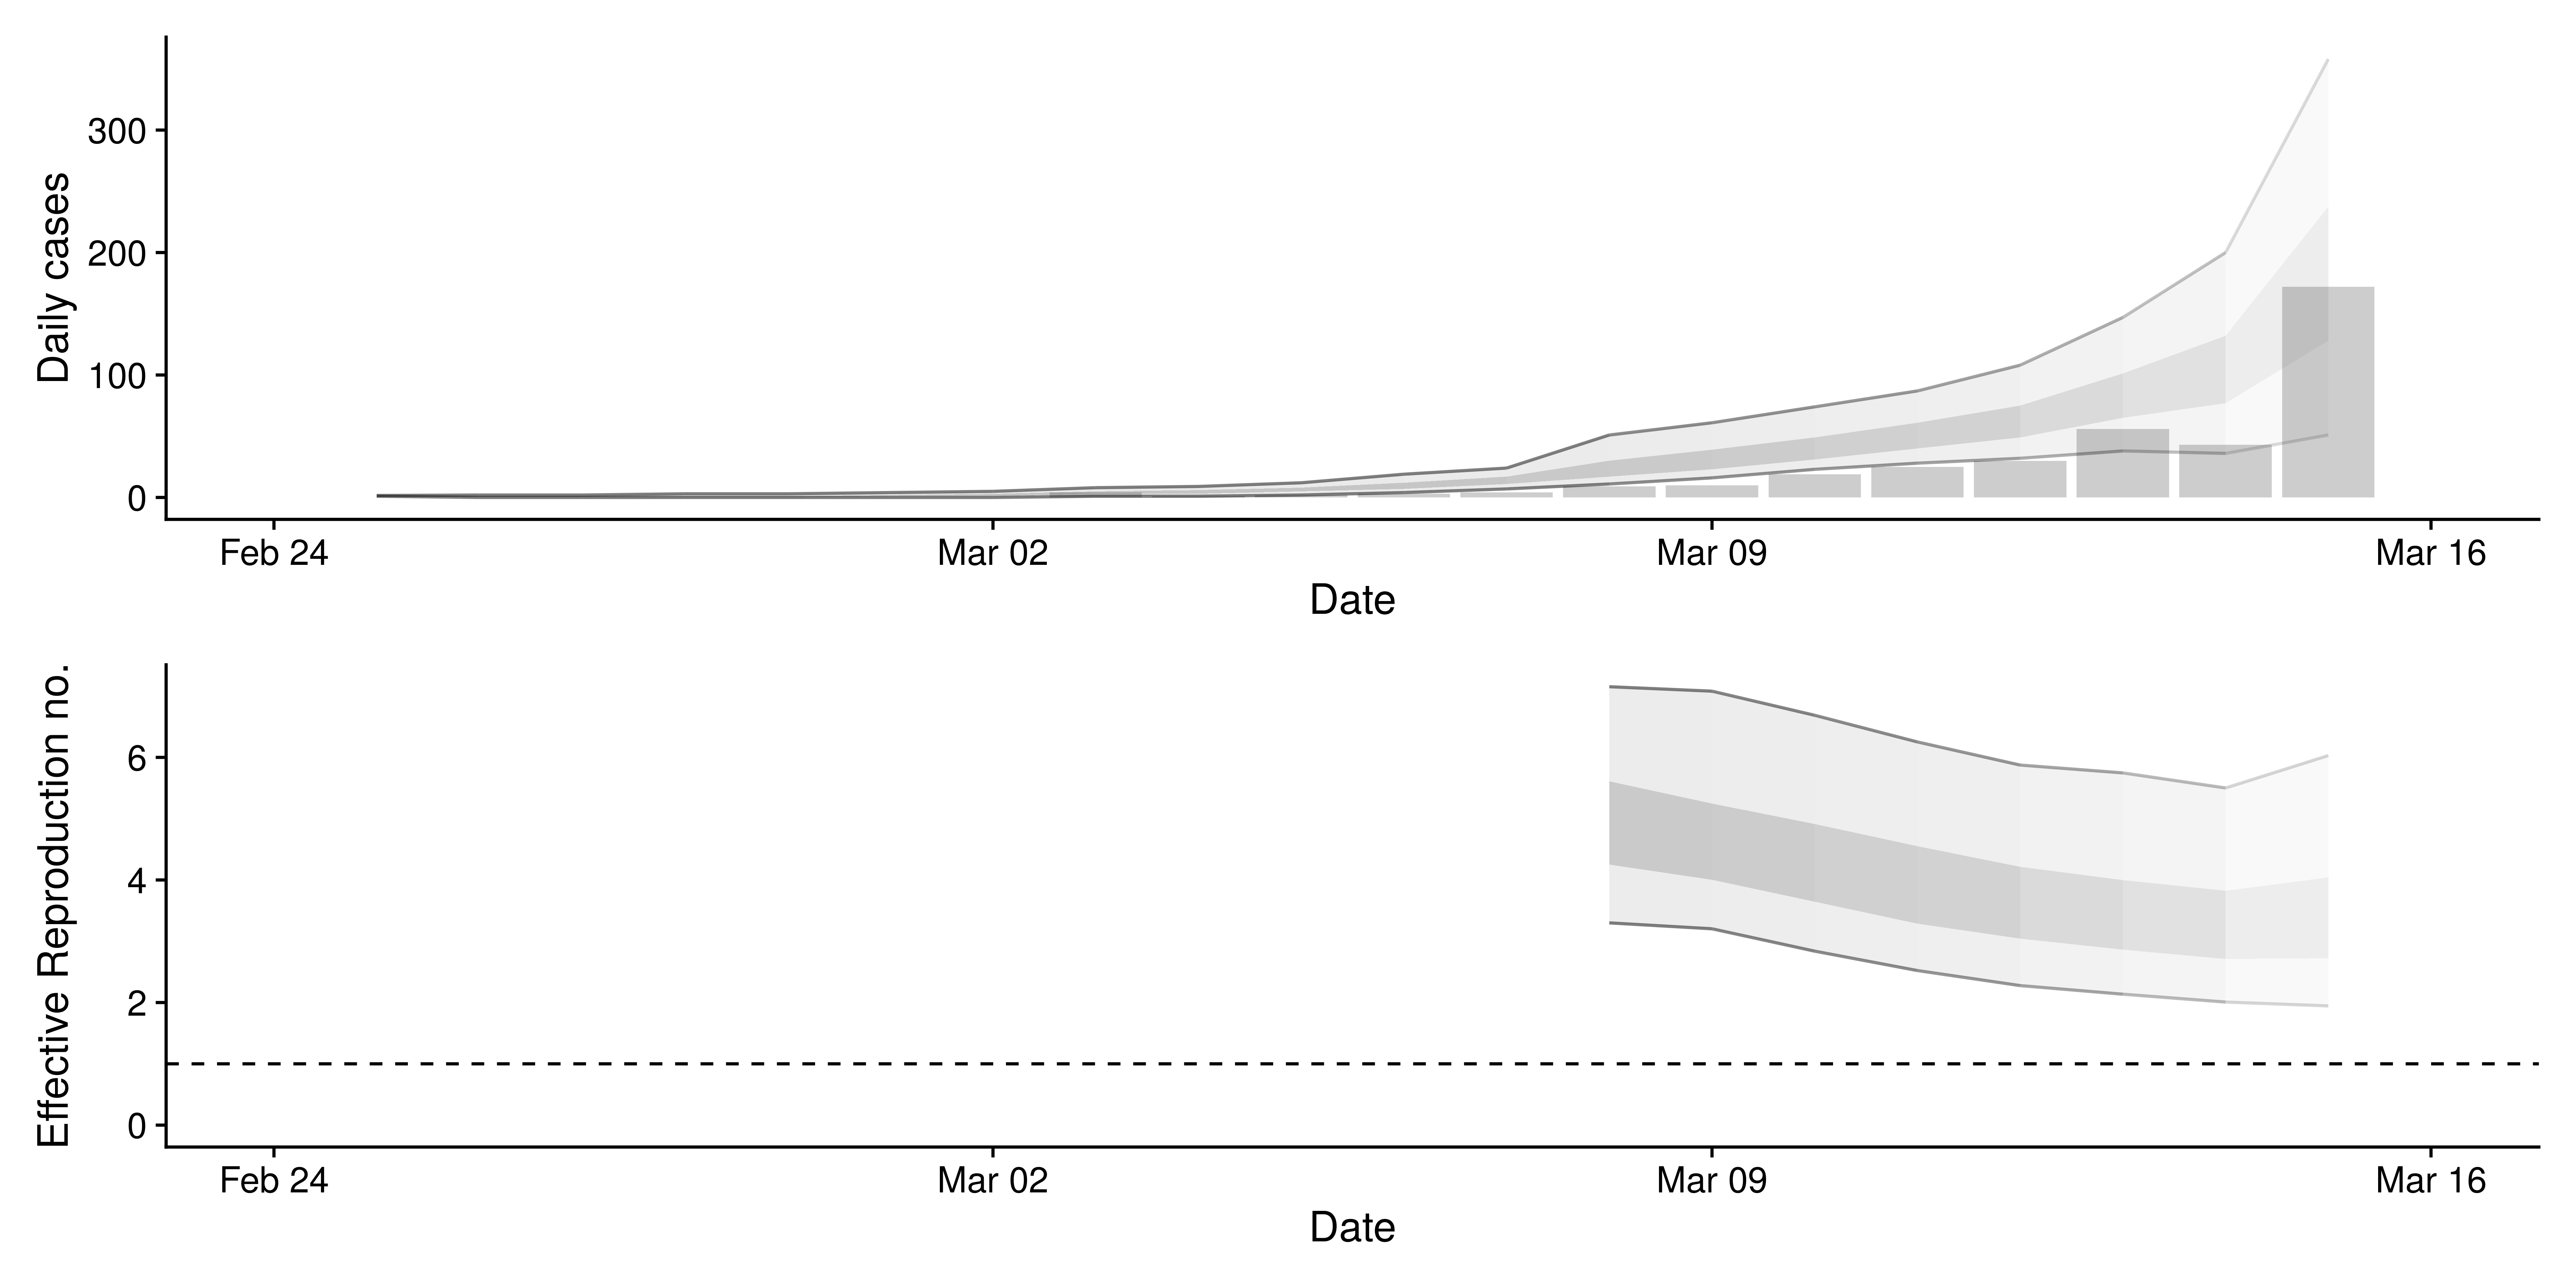 Daily cases
300
200
100
0
Feb 24 Mar 02 Mar 09 Mar 16
Date
Effective Reproduction no.
6
4
2
0
Feb 24 Mar 02 Mar 09 Mar 16
Date